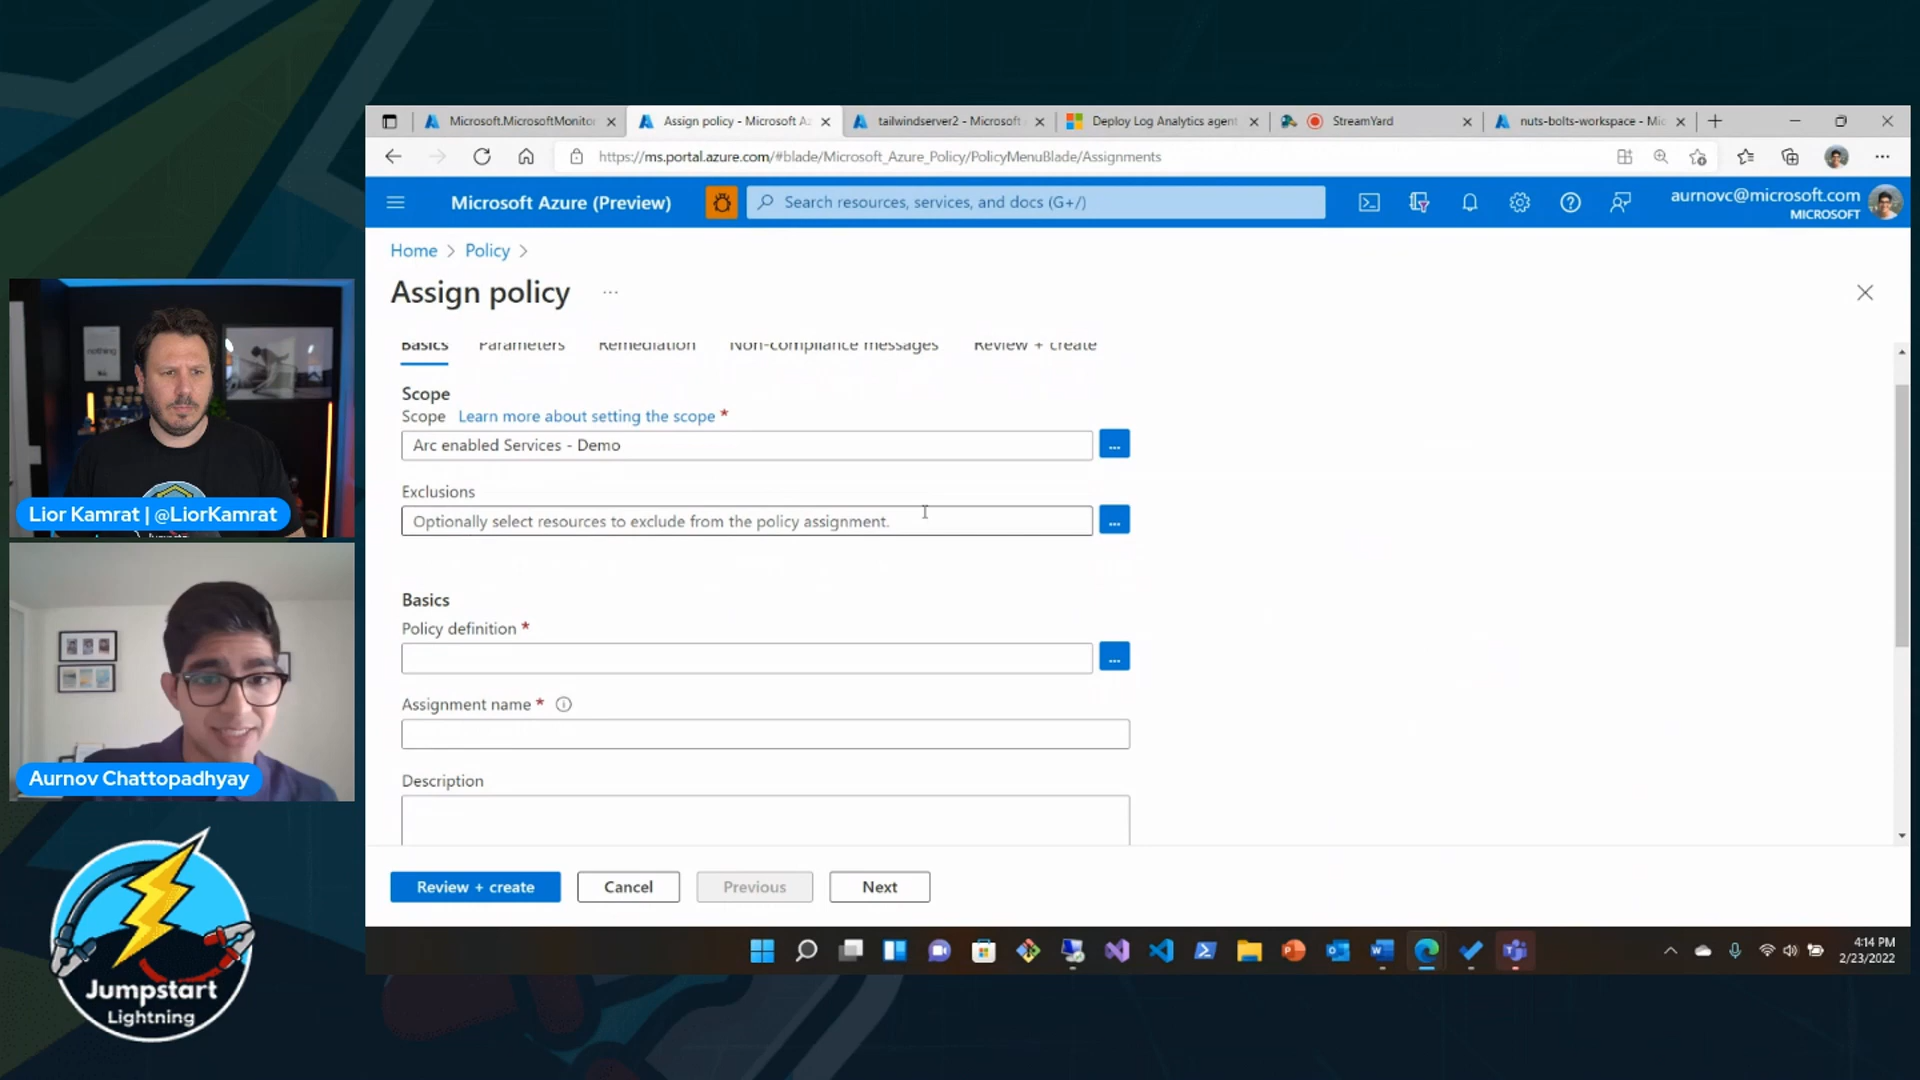 Microsoft.MicrosoftMonito
Assign policy - Microsoft Az
tailwindserver2 - Microsoft
Deploy Log Analytics agent
StreamYard
nuts-bolts-workspace - Mic
https://ms.portal.azure.com/#blade/Microsoft_Azure_Policy/PolicyMenuBlade/Assignments
Microsoft Azure (Preview)
Search resources, services, and docs (G+/)
aurnovc@microsoft.com
MICROSOFT
Home > Policy >
Assign policy ...
Basics Parameters Remediation Non-compliance messages Review + create
Scope
Scope Learn more about setting the scope *
Arc enabled Services - Demo
...
Exclusions
Optionally select resources to exclude from the policy assignment.
...
Basics
Policy definition *
...
Assignment name *
Description
Review + create
Cancel
Previous
Next
4:14 PM
2/23/2022
nothing
Lior Kamrat | @LiorKamrat
Aurnov Chattopadhyay
Jumpstart
Lightning